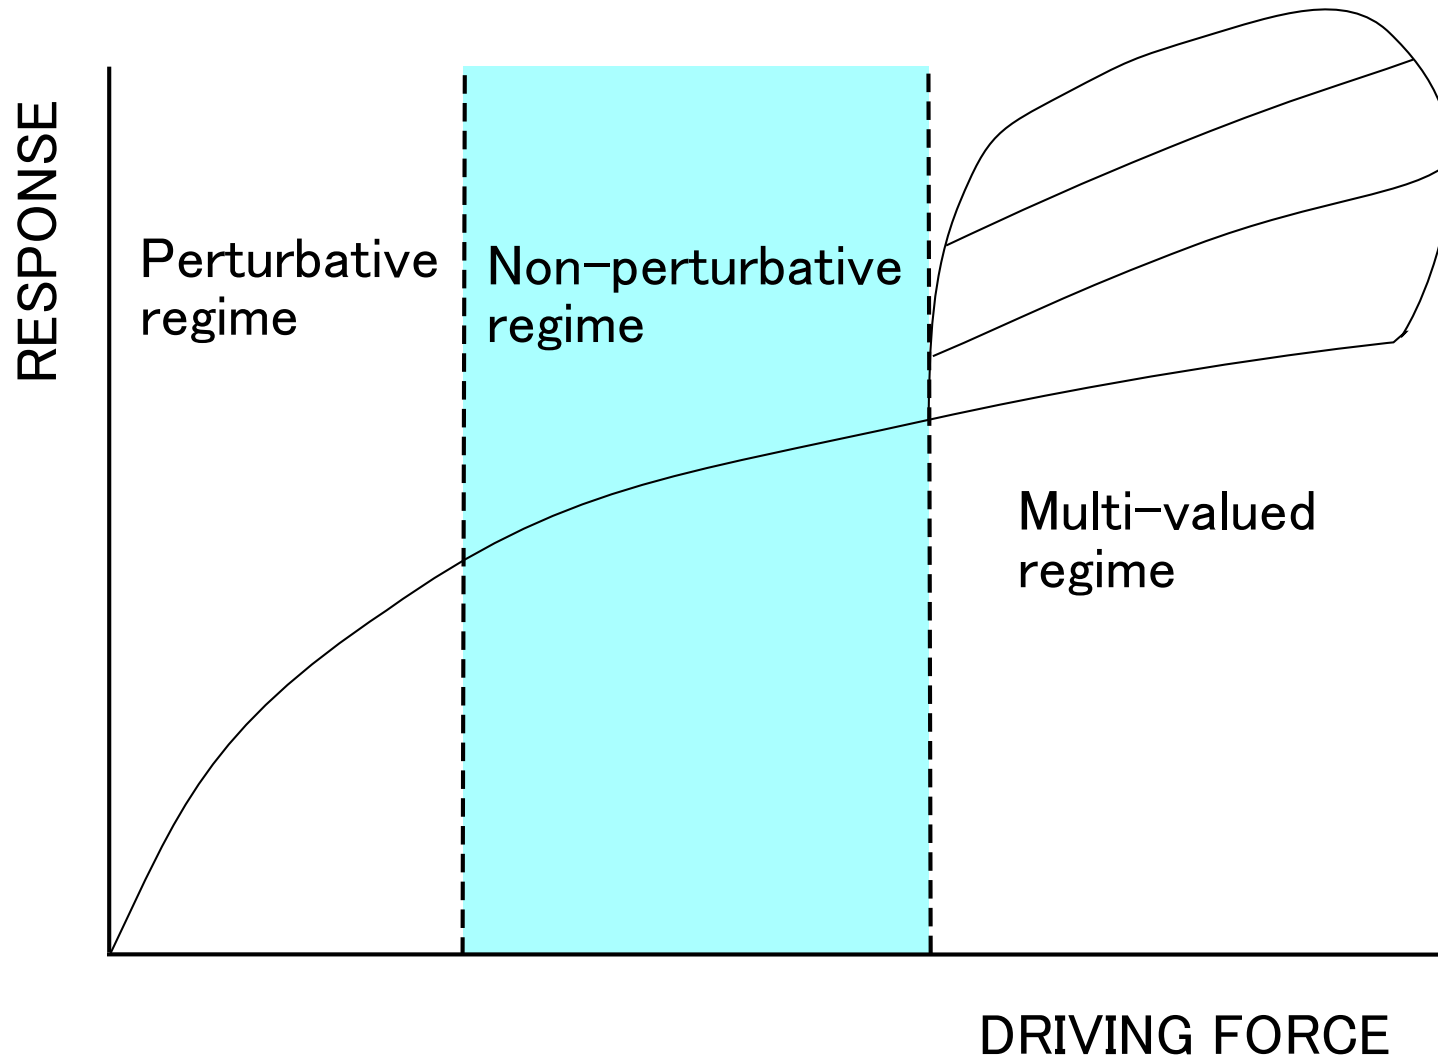 RESPONSE
Perturbative
regime
Non-perturbative
regime
Multi-valued
regime
DRIVING FORCE